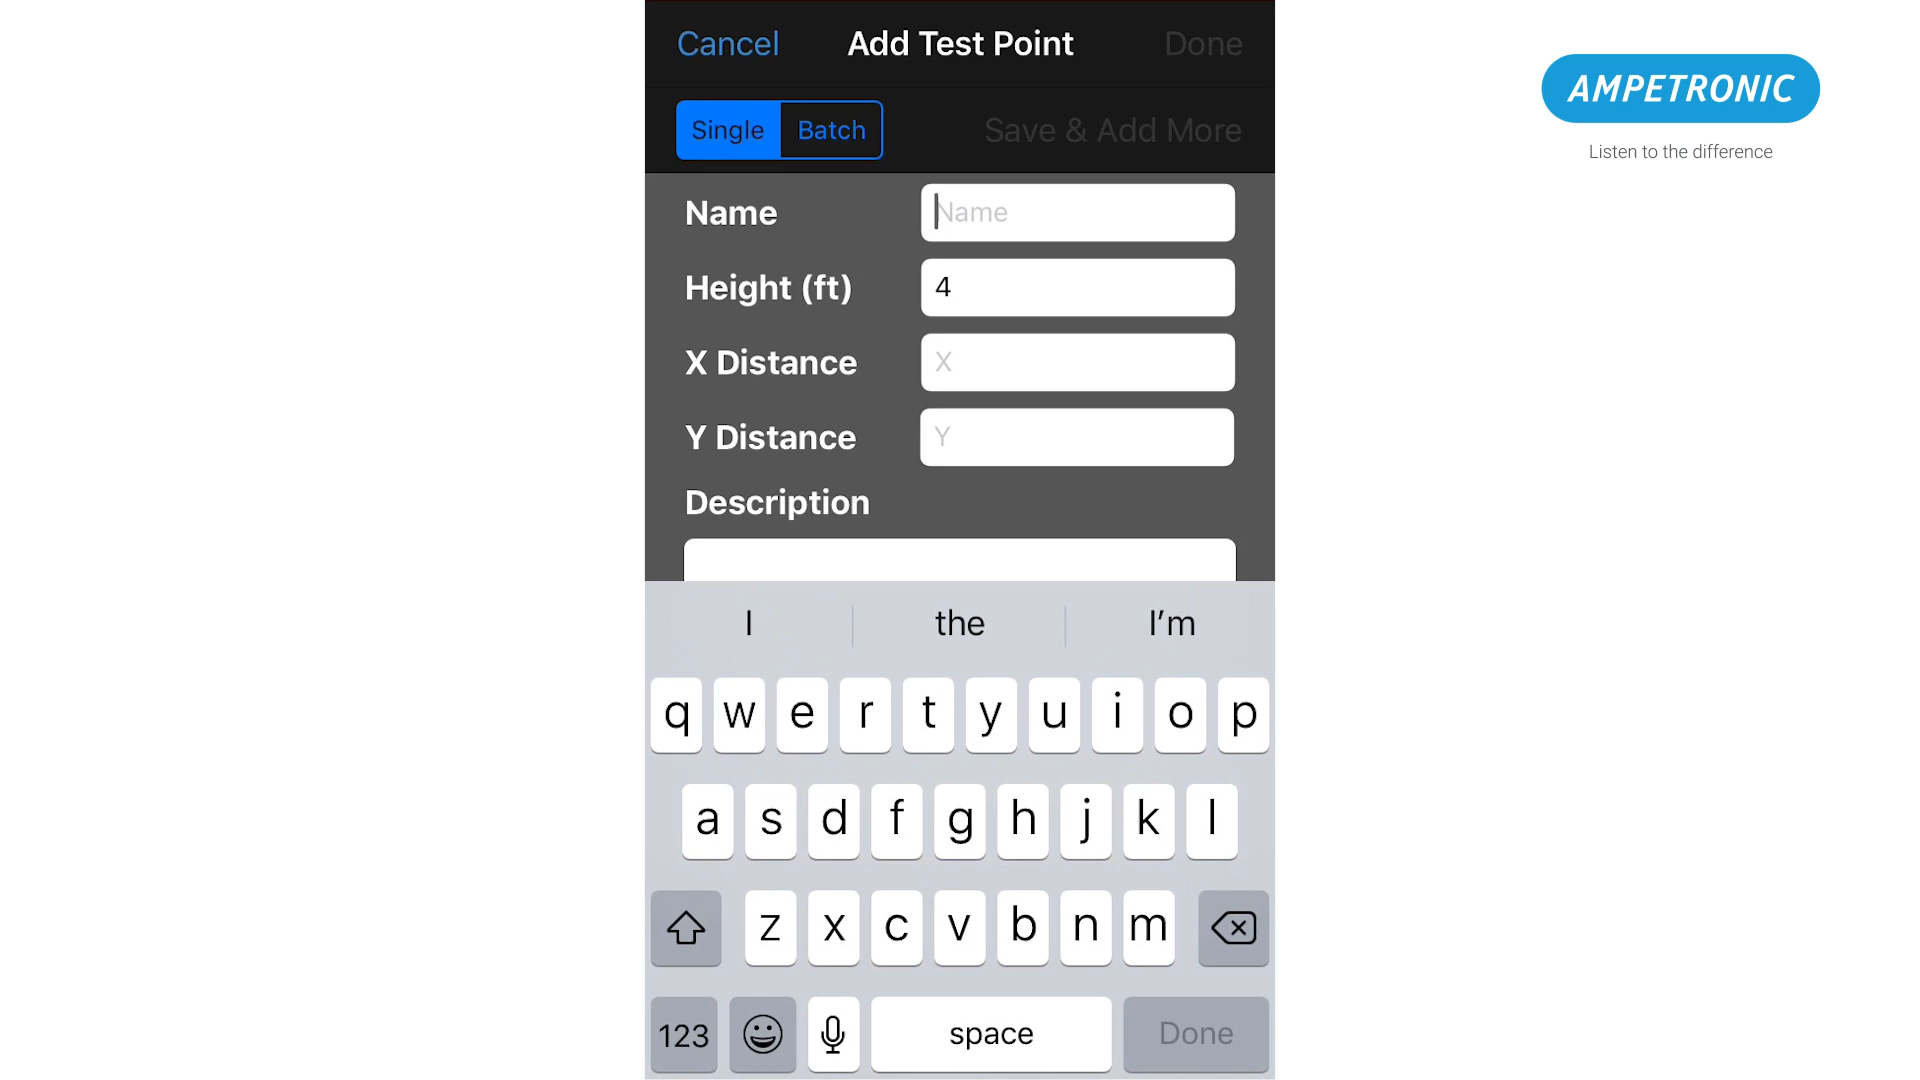 Cancel Add Test Point Done
Single Batch Save & Add More
Name Name
Height (ft) 4
X Distance X
Y Distance Y
Description
I the I’m
q w e r t y u i o p
a s d f g h j k l
z x c v b n m
123 space Done
AMPETRONIC
Listen to the difference